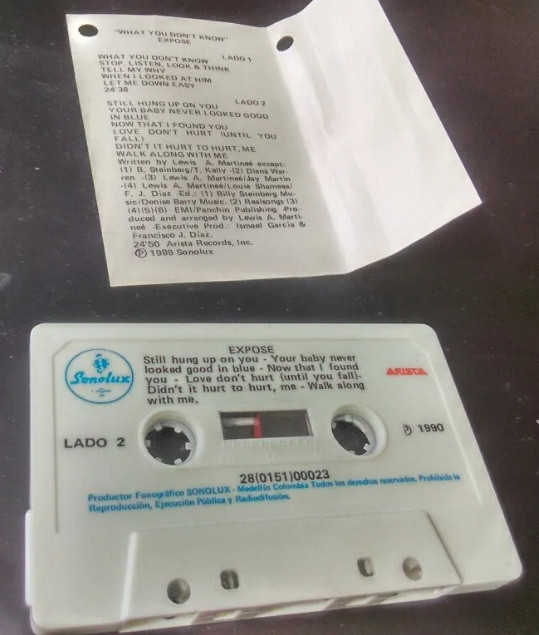 "WHAT YOU DON'T KNOW"
EXPOSE
WHAT YOU DON'T KNOW LADO 1
STOP, LISTEN, LOOK & THINK
TELL MY WHY
WHEN I LOOKED AT HIM
LET ME DOWN EASY
24'38
STILL HUNG UP ON YOU LADO 2
YOUR BABY NEVER LOOKED GOOD
IN BLUE
NOW THAT I FOUND YOU
LOVE DON'T HURT (UNTIL YOU
FALL)
DIDN'T IT HURT TO HURT, ME
WALK ALONG WITH ME
Written by Lewis A. Martineé except:
(1) B. Steinberg/T. Kelly -(2) Diana War-
ren -(3) Lewis A. Martineé/Jay Martin
-(4) Lewis A. Martineé/Louie Shameas/
F. J. Diaz -Ed.: (1) Billy Steinberg Mu-
sic/Denise Barry Music. (2) Realsongs (3)
(4)(5)(6) EMI/Panchin Publishing -Pro-
duced and arranged by Lewis A. Marti-
neé -Executive Prod.: Ismael Garcia &
Francisco J. Diaz.
24'50 Arista Records, Inc.
Ⓟ 1989 Sonolux
EXPOSE
Still hung up on you - Your baby never
looked good in blue - Now that I found
you - Love don't hurt (until you fall)-
Didn't it hurt to hurt, me - Walk along
with me.
Sonolux
ARISTA
LADO 2
Ⓟ 1990
28(0151)00023
Productor Fonográfico SONOLUX - Medellín Colombia Todos los derechos reservados. Prohibida la
Reproducción, Ejecución Pública y Radiodifusión.